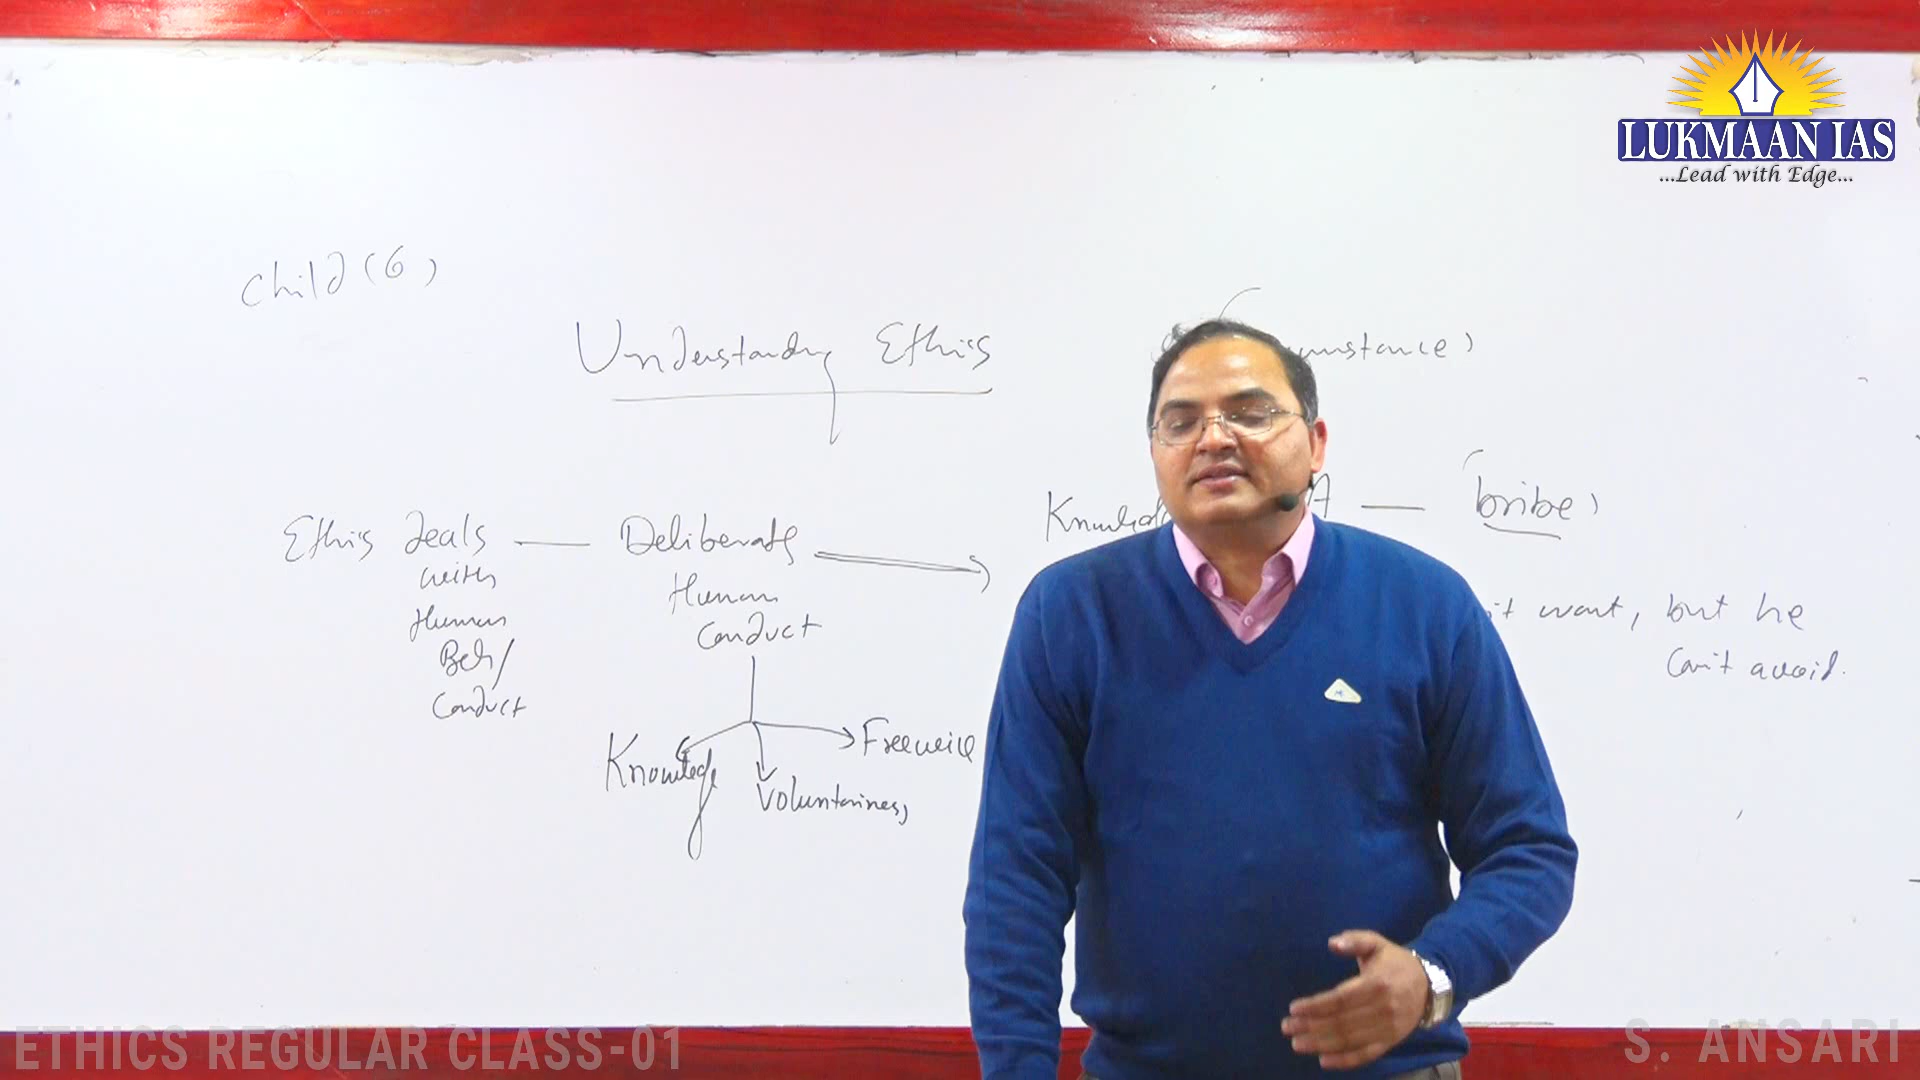 LUKMAAN IAS
...Lead with Edge...
Child (6)
Understanding Ethics
Ethics deals
with
Human
Beh/
Conduct
Deliberate
Human
Conduct
Knowledge
Voluntariness,
Freewill
A — bribe)
want, but he
can't avoid.
ETHICS REGULAR CLASS-01
S. ANSARI